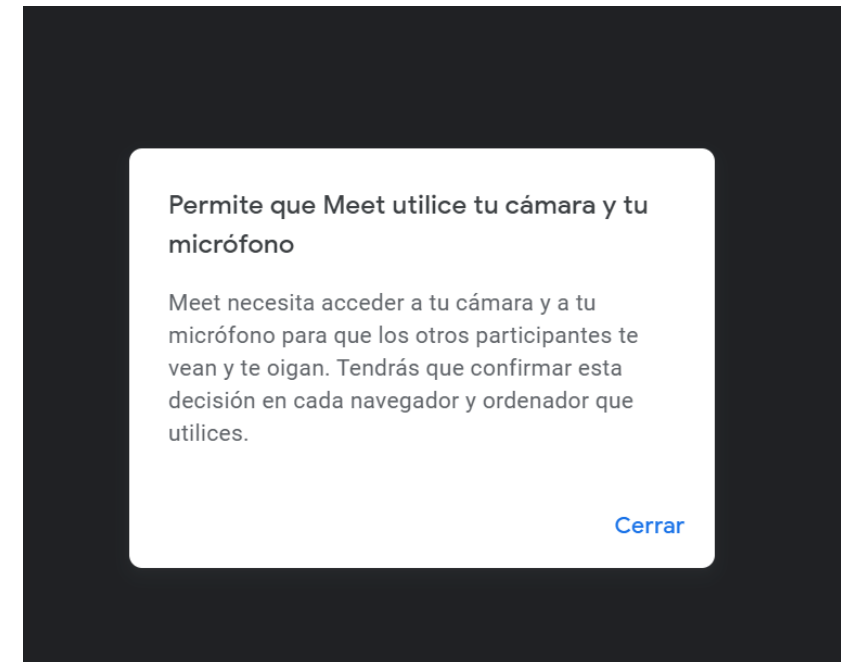 Permite que Meet utilice tu cámara y tu
micrófono
Meet necesita acceder a tu cámara y a tu
micrófono para que los otros participantes te
vean y te oigan. Tendrás que confirmar esta
decisión en cada navegador y ordenador que
utilices.
Cerrar